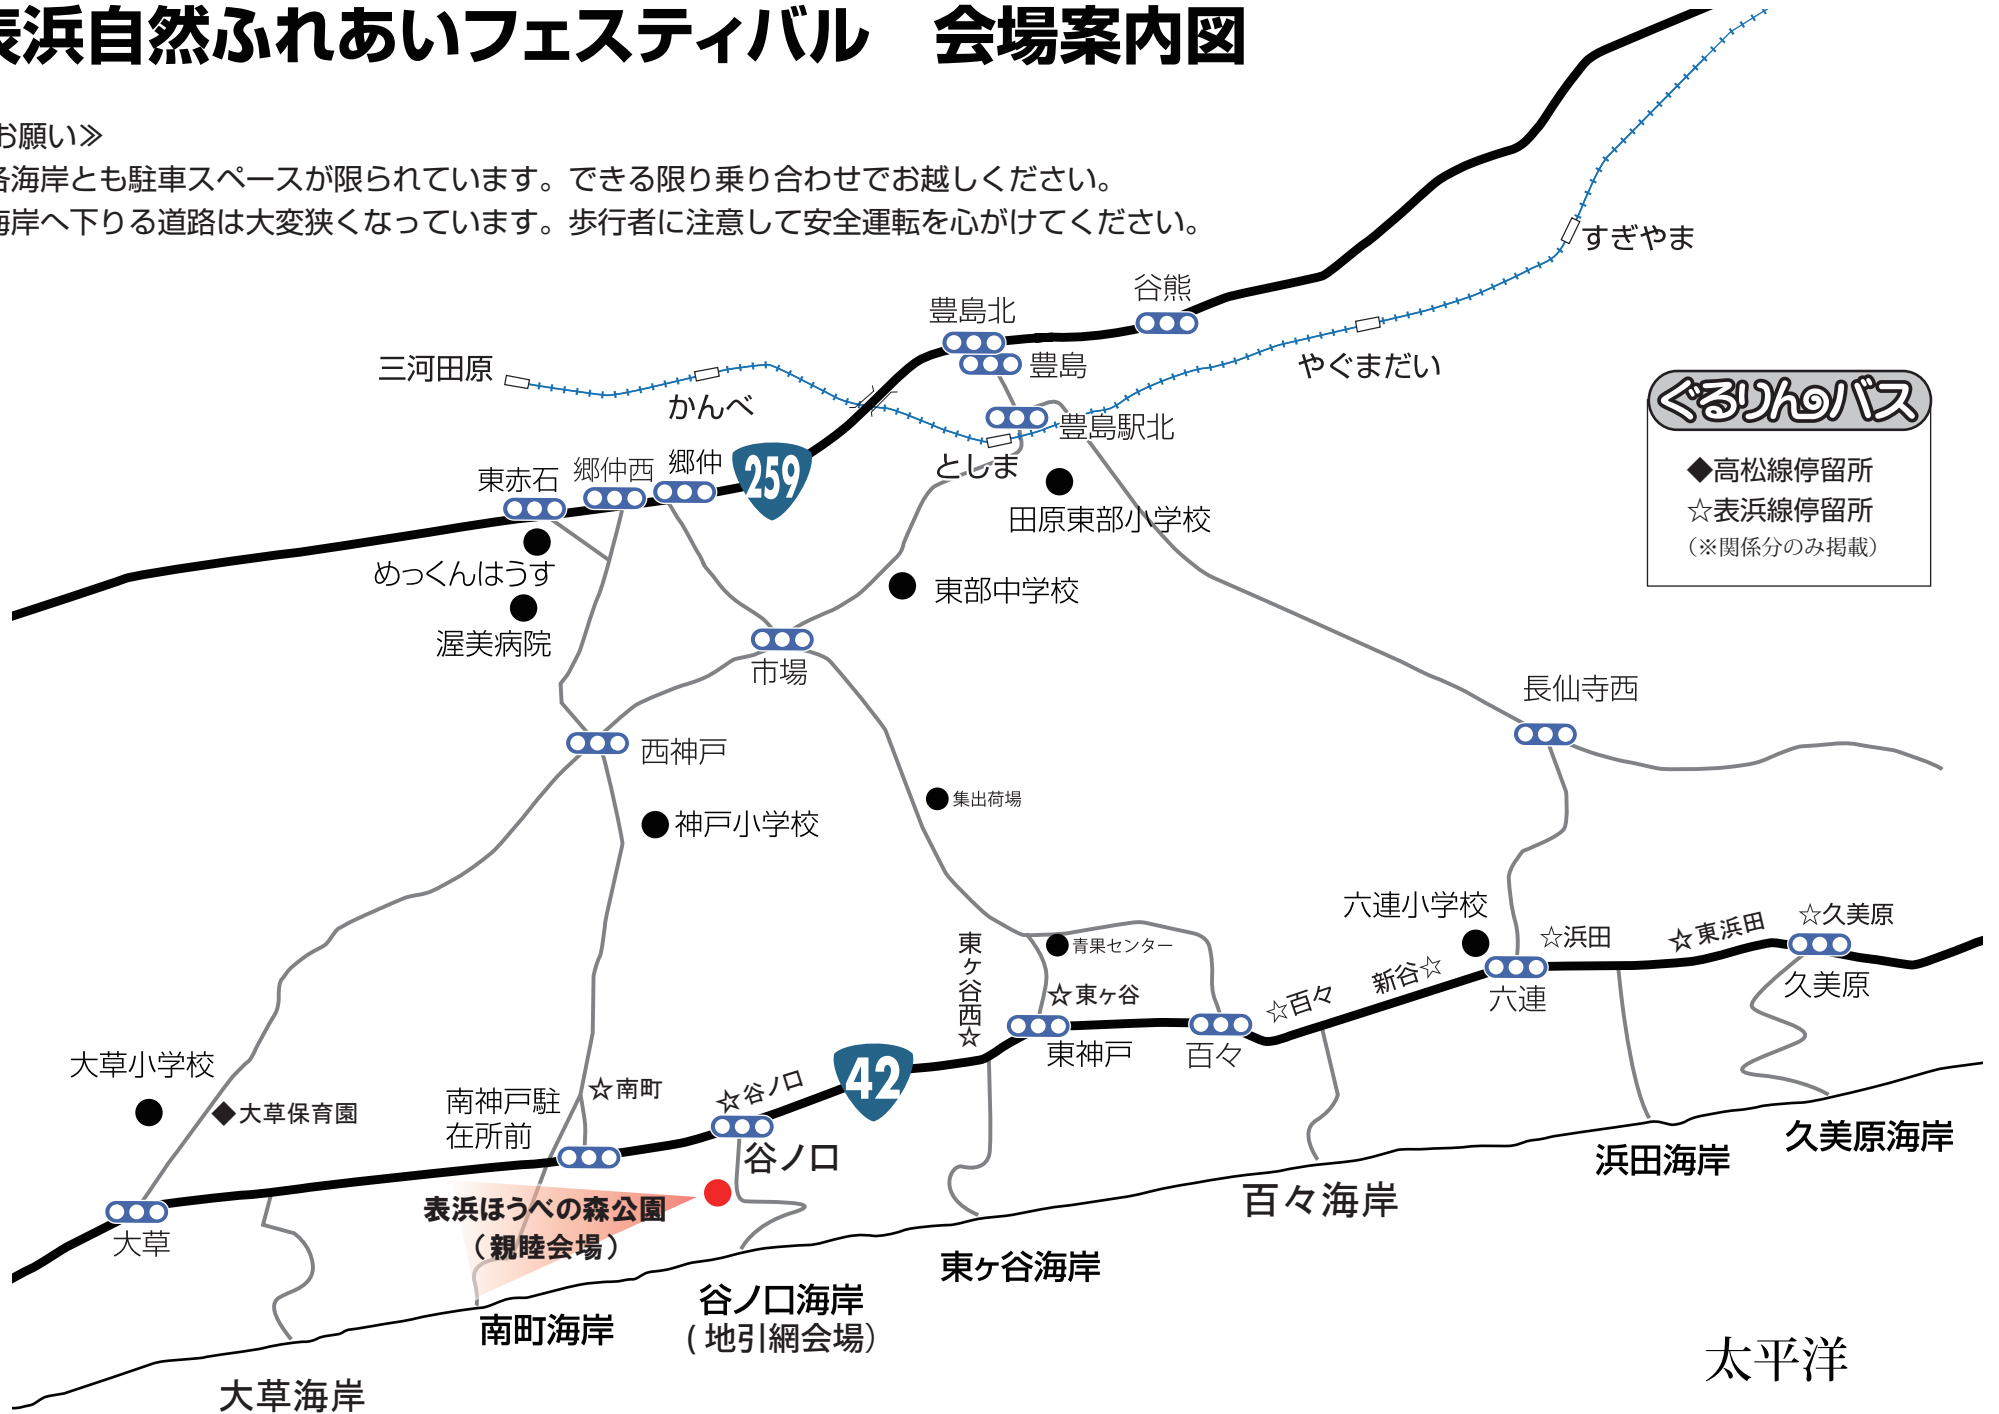 表浜自然ふれあいフェスティバル　会場案内図
お願い≫
各海岸とも駐車スペースが限られています。できる限り乗り合わせでお越しください。
海岸へ下りる道路は大変狭くなっています。歩行者に注意して安全運転を心がけてください。
すぎやま
谷熊
豊島北
豊島
三河田原
かんべ
やぐまだい
豊島駅北
としま
ぐるりんバス
◆高松線停留所
☆表浜線停留所
（※関係分のみ掲載）
東赤石
郷仲西
郷仲
259
田原東部小学校
めっくんはうす
東部中学校
渥美病院
市場
長仙寺西
西神戸
神戸小学校
集出荷場
六連小学校
☆浜田
☆東浜田
☆久美原
久美原
東ヶ谷西☆
青果センター
☆東ヶ谷
新谷☆
☆百々
六連
東神戸
百々
大草小学校
◆大草保育園
南神戸駐
在所前
☆南町
☆谷ノ口
42
谷ノ口
表浜ほうべの森公園
（親睦会場）
大草
久美原海岸
浜田海岸
百々海岸
東ヶ谷海岸
谷ノ口海岸
(地引網会場）
南町海岸
大草海岸
太平洋